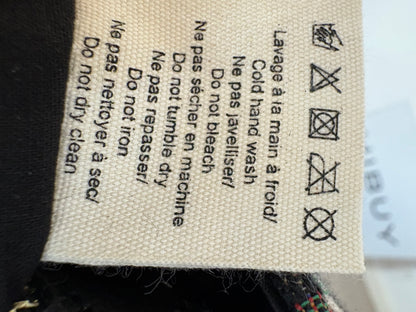 Lavage à la main à froid/
Cold hand wash
Ne pas javelliser/
Do not bleach
Ne pas sécher en machine
Do not tumble dry
Ne pas repasser/
Do not iron
Ne pas nettoyer à sec/
Do not dry clean
IBUY